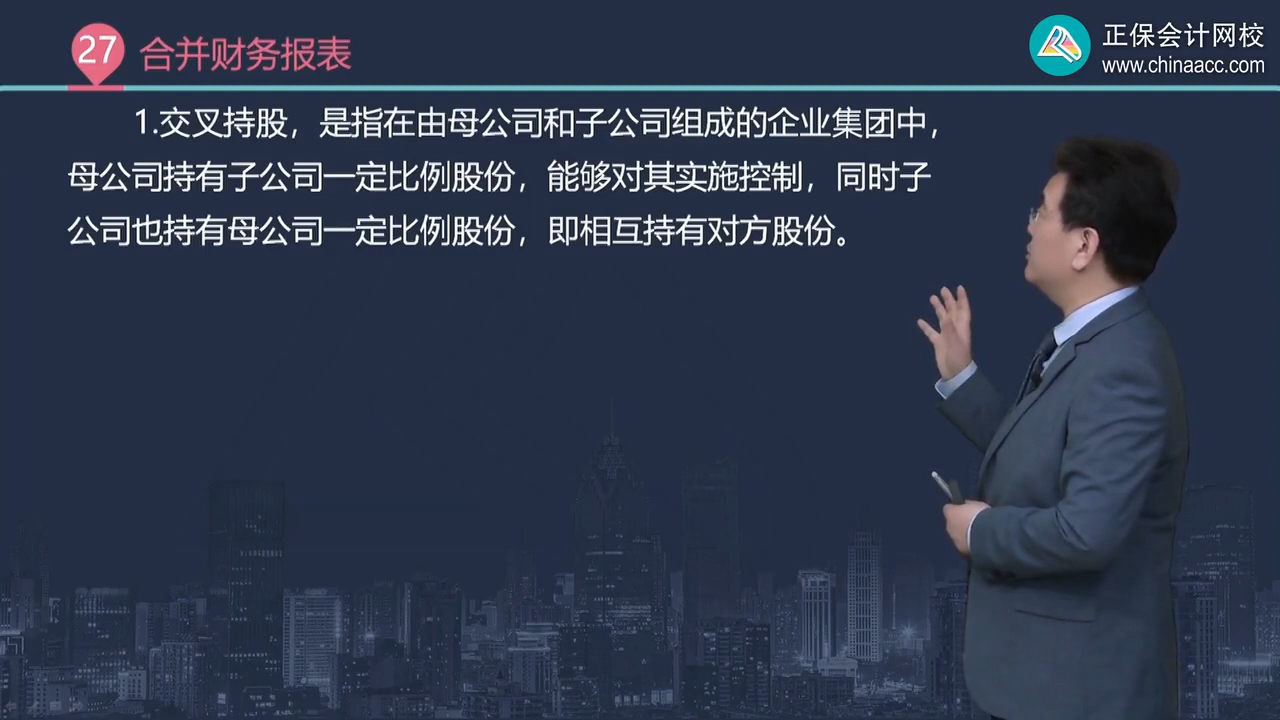 27 合并财务报表
正保会计网校
www.chinaacc.com
1.交叉持股，是指在由母公司和子公司组成的企业集团中，
母公司持有子公司一定比例股份，能够对其实施控制，同时子
公司也持有母公司一定比例股份，即相互持有对方股份。